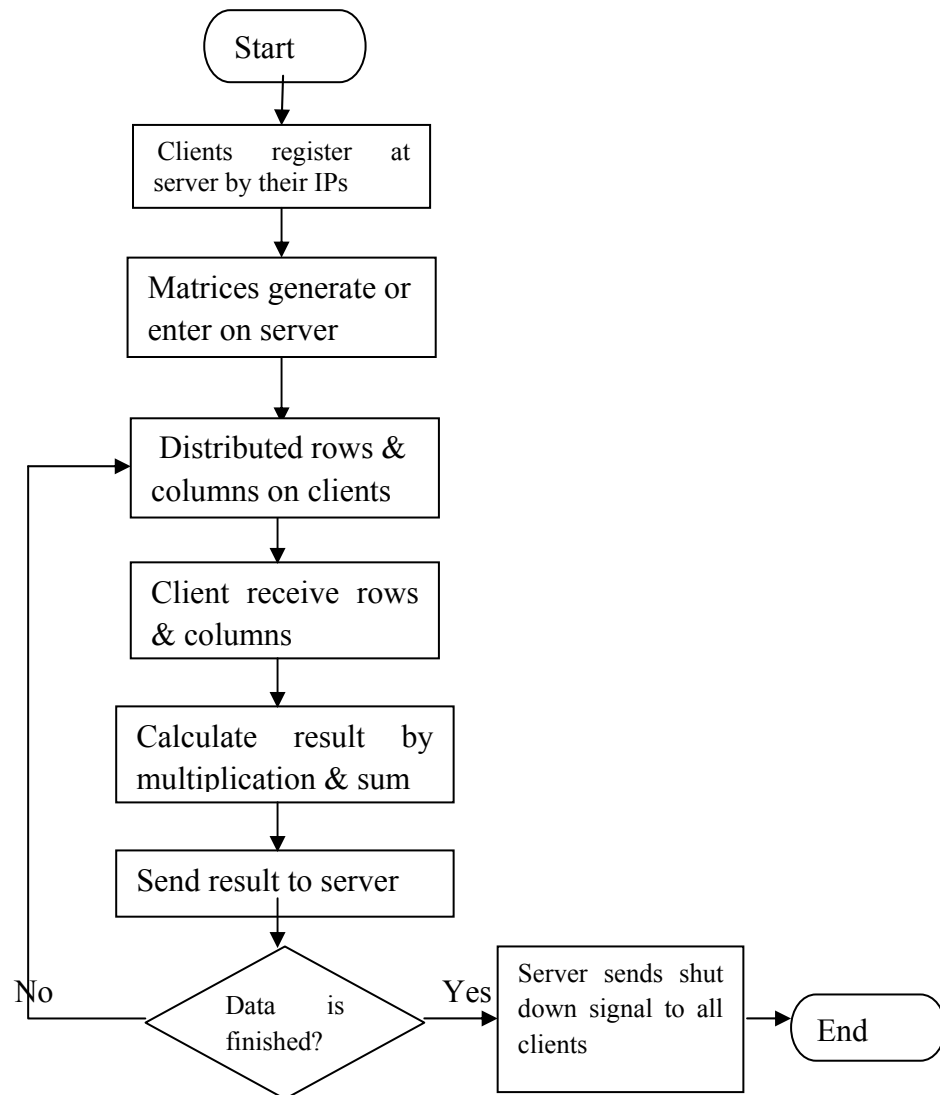 Start
Clients register at
server by their IPs
Matrices generate or
enter on server
Distributed rows &
columns on clients
Client receive rows
& columns
Calculate result by
multiplication & sum
Send result to server
Data is
finished?
No
Yes
Server sends shut
down signal to all
clients
End